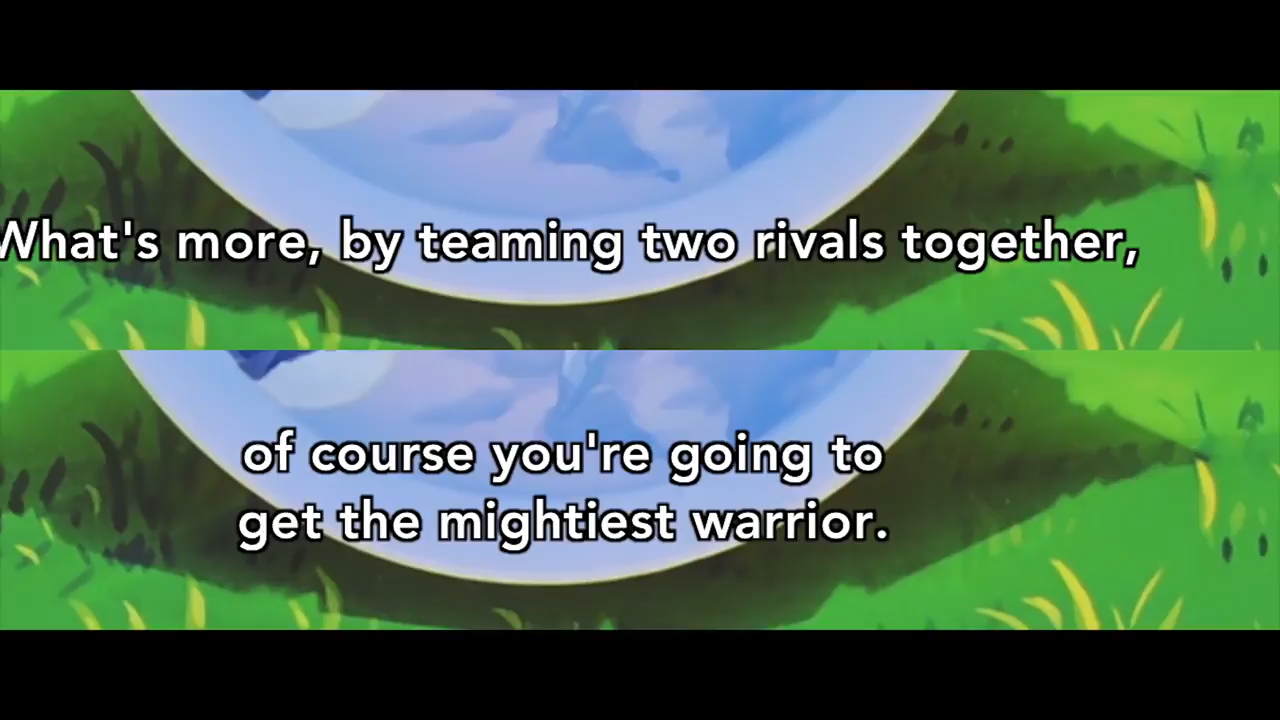 What's more, by teaming two rivals together,
of course you're going to
get the mightiest warrior.